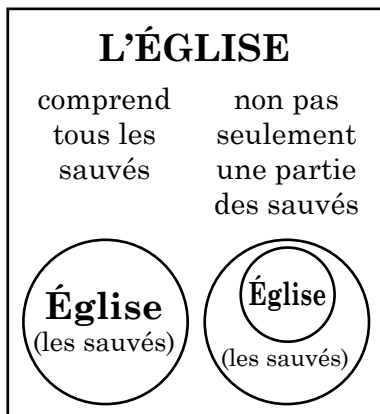 L'ÉGLISE
comprend
tous les
sauvés
non pas
seulement
une partie
des sauvés
Église
(les sauvés)
Église
(les sauvés)